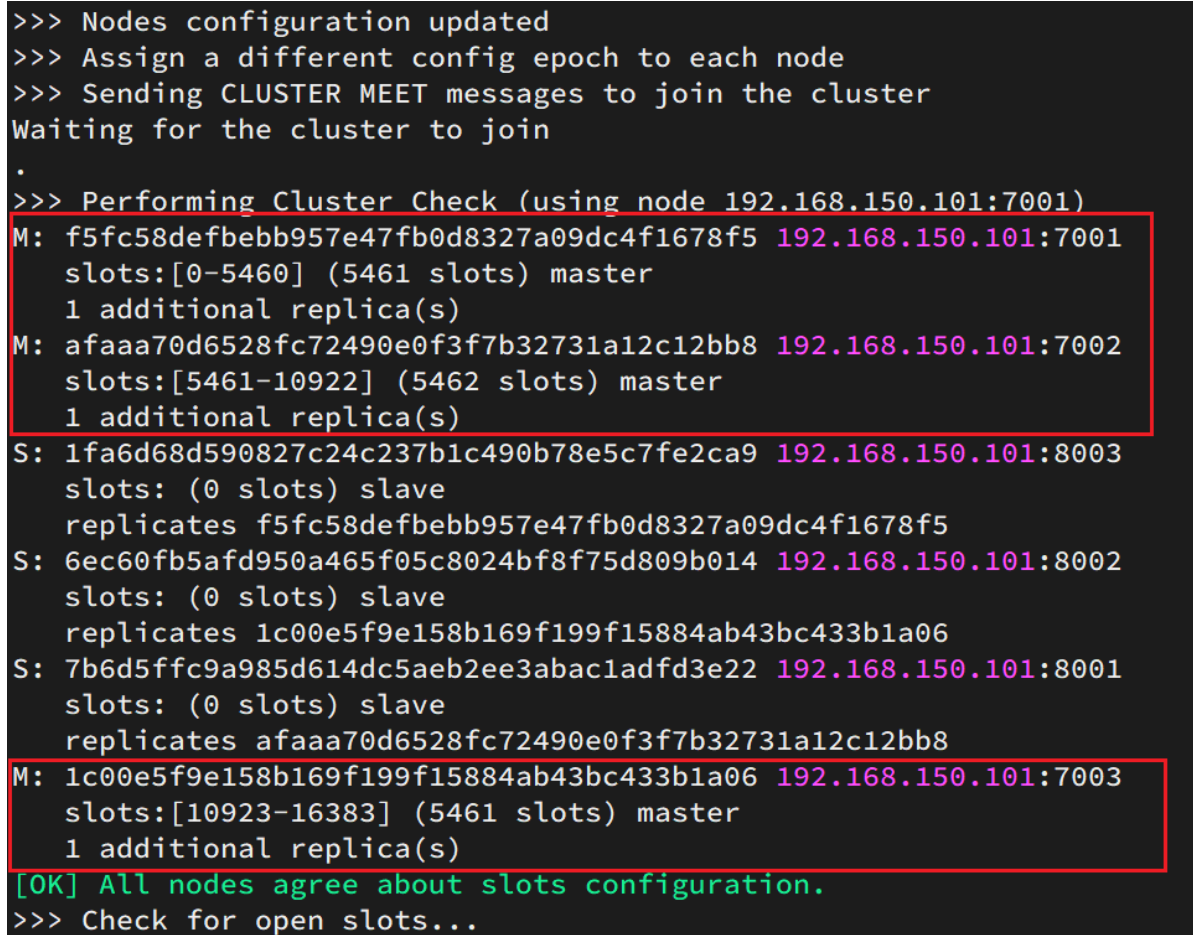 >>> Nodes configuration updated
>>> Assign a different config epoch to each node
>>> Sending CLUSTER MEET messages to join the cluster
Waiting for the cluster to join
.
>>> Performing Cluster Check (using node 192.168.150.101:7001)
M: f5fc58defbebb957e47fb0d8327a09dc4f1678f5 192.168.150.101:7001
   slots:[0-5460] (5461 slots) master
   1 additional replica(s)
M: afaaa70d6528fc72490e0f3f7b32731a12c12bb8 192.168.150.101:7002
   slots:[5461-10922] (5462 slots) master
   1 additional replica(s)
S: 1fa6d68d590827c24c237b1c490b78e5c7fe2ca9 192.168.150.101:8003
   slots: (0 slots) slave
   replicates f5fc58defbebb957e47fb0d8327a09dc4f1678f5
S: 6ec60fb5afd950a465f05c8024bf8f75d809b014 192.168.150.101:8002
   slots: (0 slots) slave
   replicates 1c00e5f9e158b169f199f15884ab43bc433b1a06
S: 7b6d5ffc9a985d614dc5aeb2ee3abac1adfd3e22 192.168.150.101:8001
   slots: (0 slots) slave
   replicates afaaa70d6528fc72490e0f3f7b32731a12c12bb8
M: 1c00e5f9e158b169f199f15884ab43bc433b1a06 192.168.150.101:7003
   slots:[10923-16383] (5461 slots) master
   1 additional replica(s)
[OK] All nodes agree about slots configuration.
>>> Check for open slots...